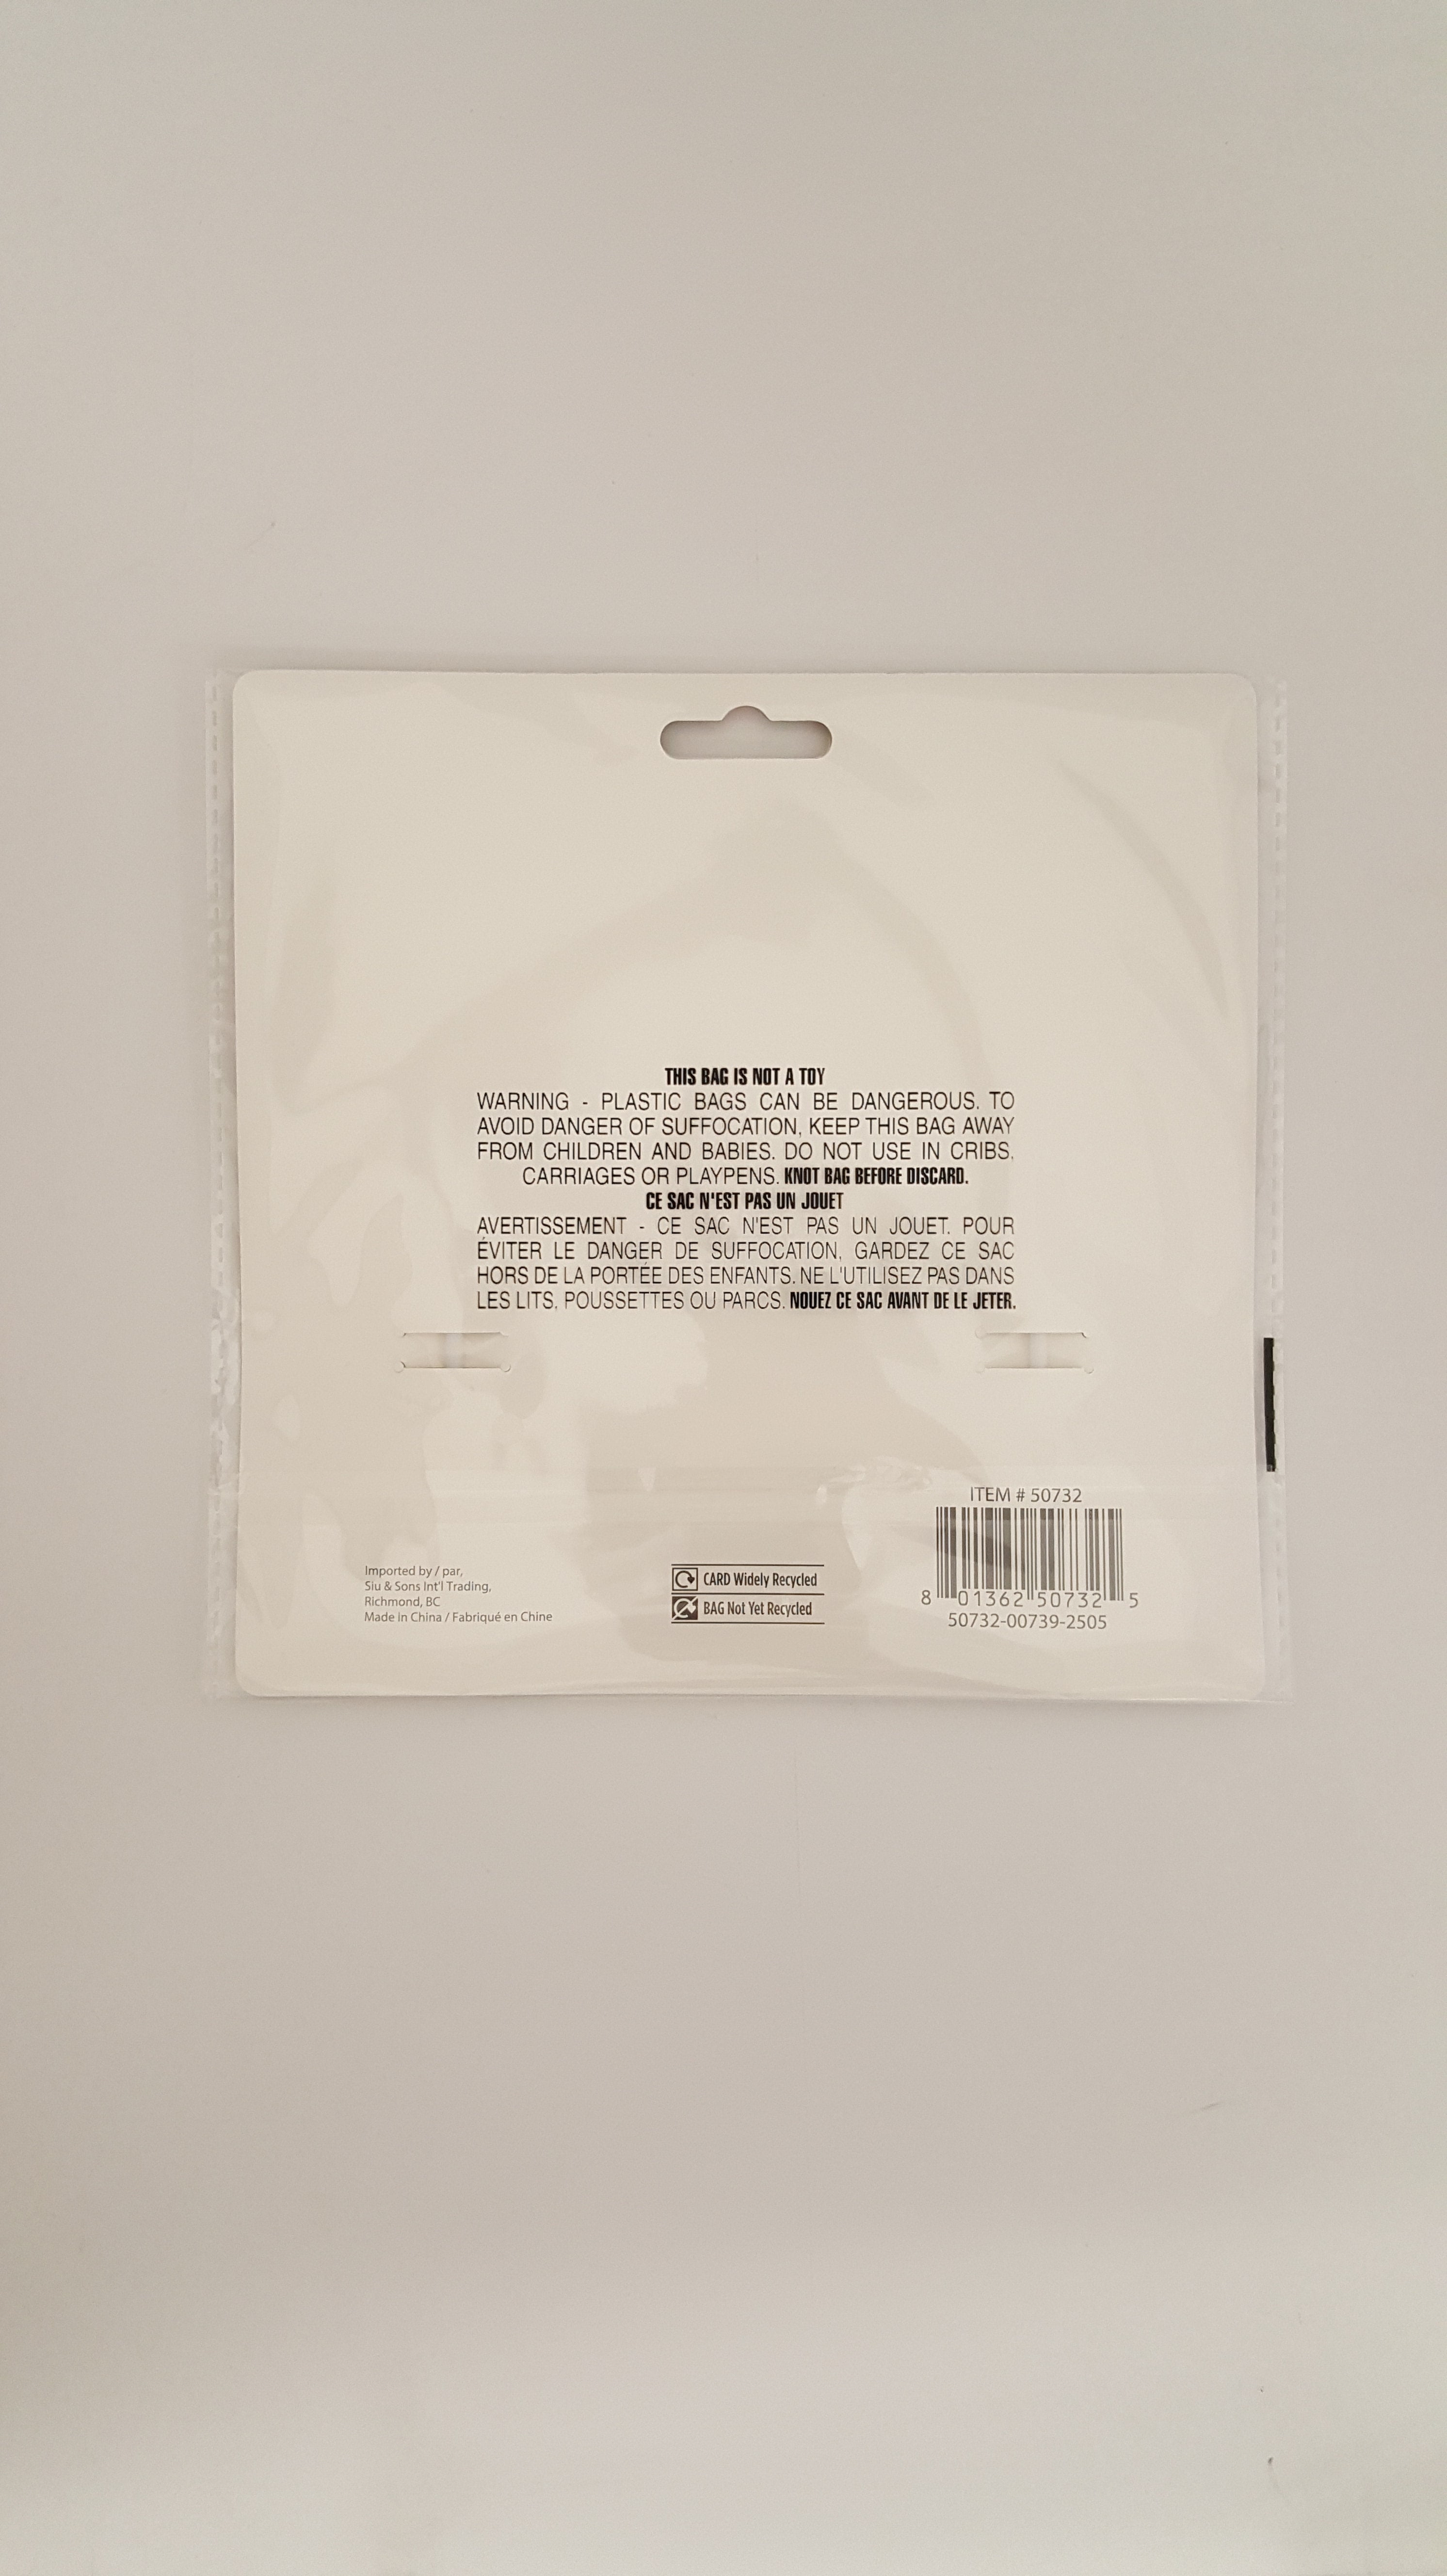 THIS BAG IS NOT A TOY
WARNING - PLASTIC BAGS CAN BE DANGEROUS. TO
AVOID DANGER OF SUFFOCATION, KEEP THIS BAG AWAY
FROM CHILDREN AND BABIES. DO NOT USE IN CRIBS,
CARRIAGES OR PLAYPENS. KNOT BAG BEFORE DISCARD.
CE SAC N'EST PAS UN JOUET
AVERTISSEMENT - CE SAC N'EST PAS UN JOUET. POUR
ÉVITER LE DANGER DE SUFFOCATION, GARDEZ CE SAC
HORS DE LA PORTÉE DES ENFANTS. NE L'UTILISEZ PAS DANS
LES LITS, POUSSETTES OU PARCS. NOUEZ CE SAC AVANT DE LE JETER.
Imported by / par,
Siu & Sons Int'l Trading,
Richmond, BC
Made in China / Fabriqué en Chine
CARD Widely Recycled
BAG Not Yet Recycled
ITEM # 50732
8 01362 50732 5
50732-00739-2505